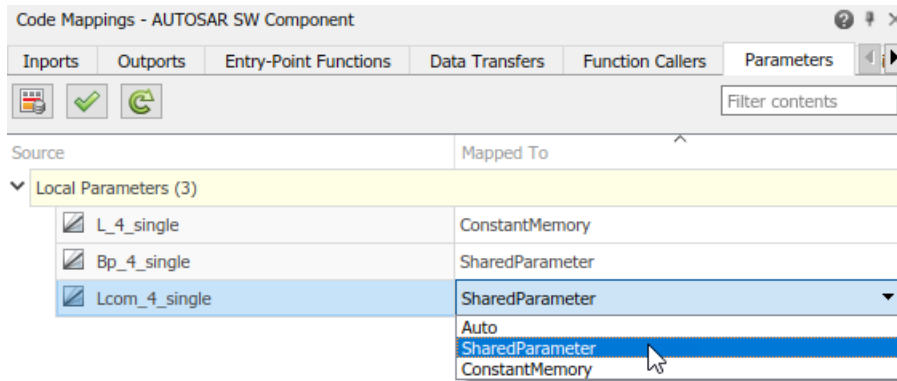 Code Mappings - AUTOSAR SW Component
Inports Outports Entry-Point Functions Data Transfers Function Callers Parameters
Filter contents
Source Mapped To
Local Parameters (3)
L_4_single ConstantMemory
Bp_4_single SharedParameter
Lcom_4_single SharedParameter
Auto
SharedParameter
ConstantMemory